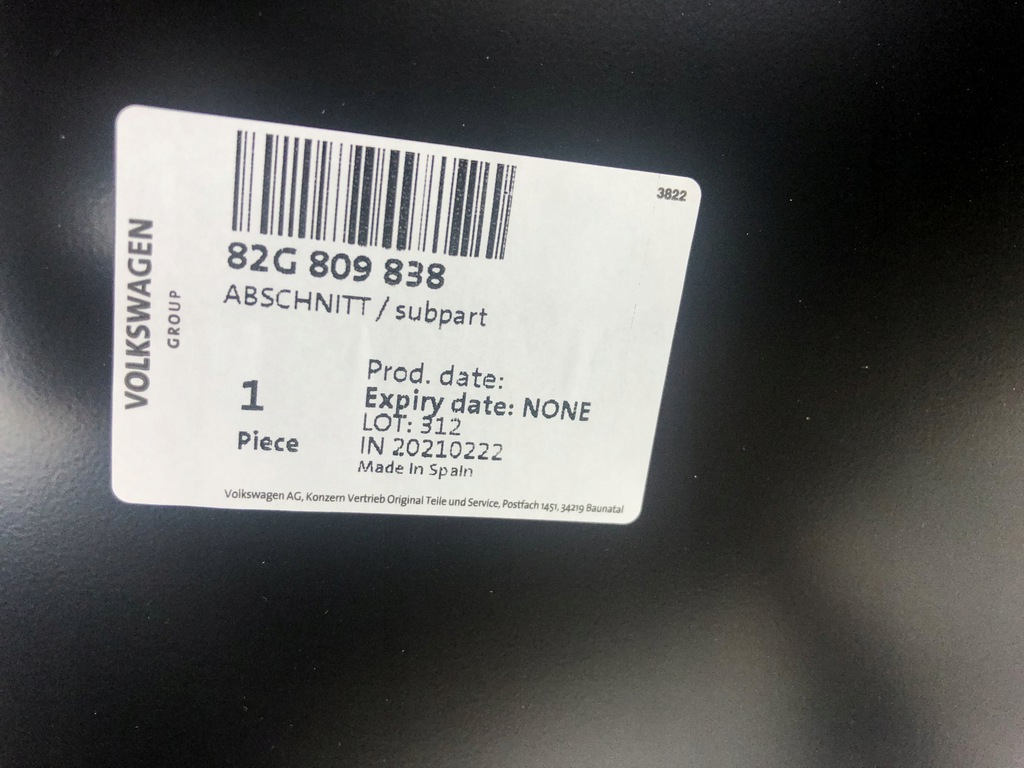 3822
VOLKSWAGEN
GROUP
82G 809 838
ABSCHNITT / subpart
1
Piece
Prod. date:
Expiry date: NONE
LOT: 312
IN 20210222
Made In Spain
Volkswagen AG, Konzern Vertrieb Original Teile und Service, Postfach 1451, 34219 Baunatal